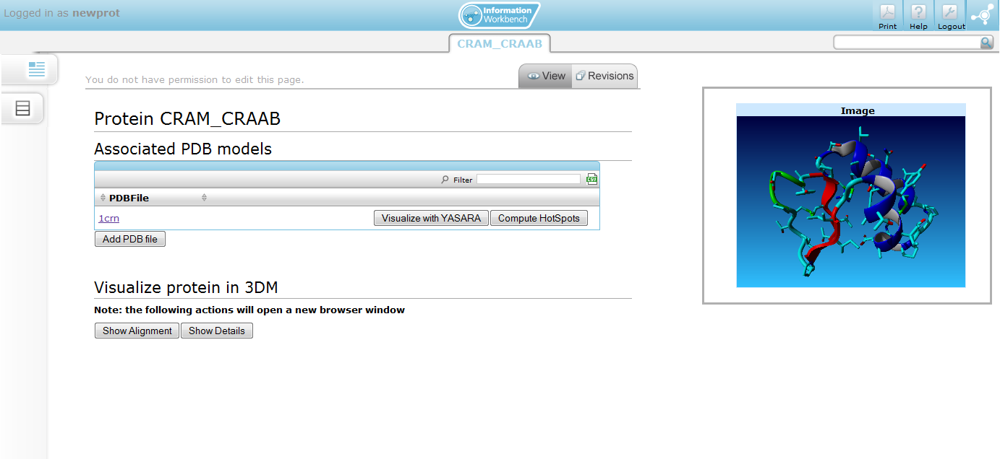 Logged in as newprot
Information
Workbench
Print Help Logout
CRAM_CRAAB
You do not have permission to edit this page.
View Revisions
Image
Protein CRAM_CRAAB
Associated PDB models
Filter
CSV
PDBFile
1crn Visualize with YASARA Compute HotSpots
Add PDB file
Visualize protein in 3DM
Note: the following actions will open a new browser window
Show Alignment Show Details